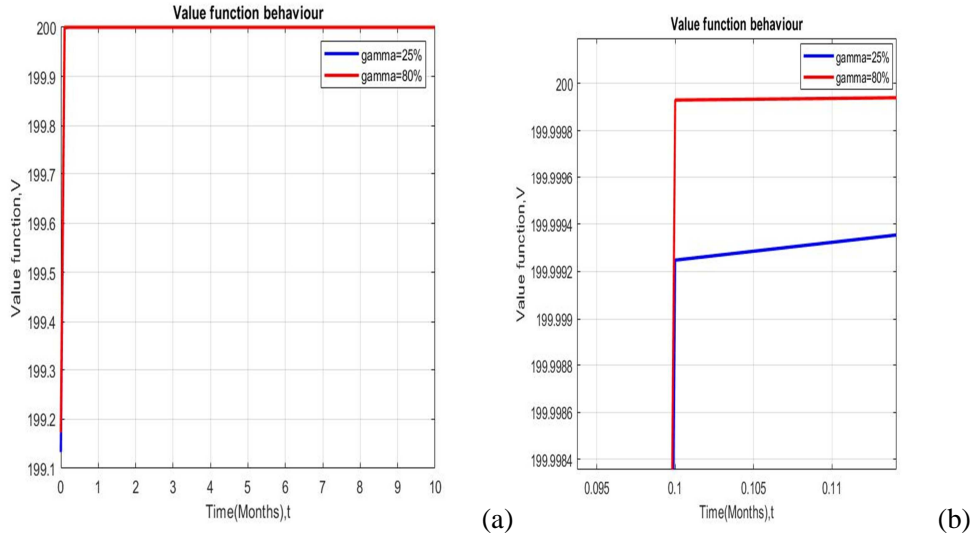 Value function behaviour
200
199.9
199.8
199.7
199.6
199.5
199.4
199.3
199.2
199.1
Value function,V
gamma=25%
gamma=80%
0 1 2 3 4 5 6 7 8 9 10
Time(Months),t
(a)
Value function behaviour
200
199.9998
199.9996
199.9994
199.9992
199.999
199.9988
199.9986
199.9984
Value function,V
gamma=25%
gamma=80%
0.095 0.1 0.105 0.11
Time(Months),t
(b)